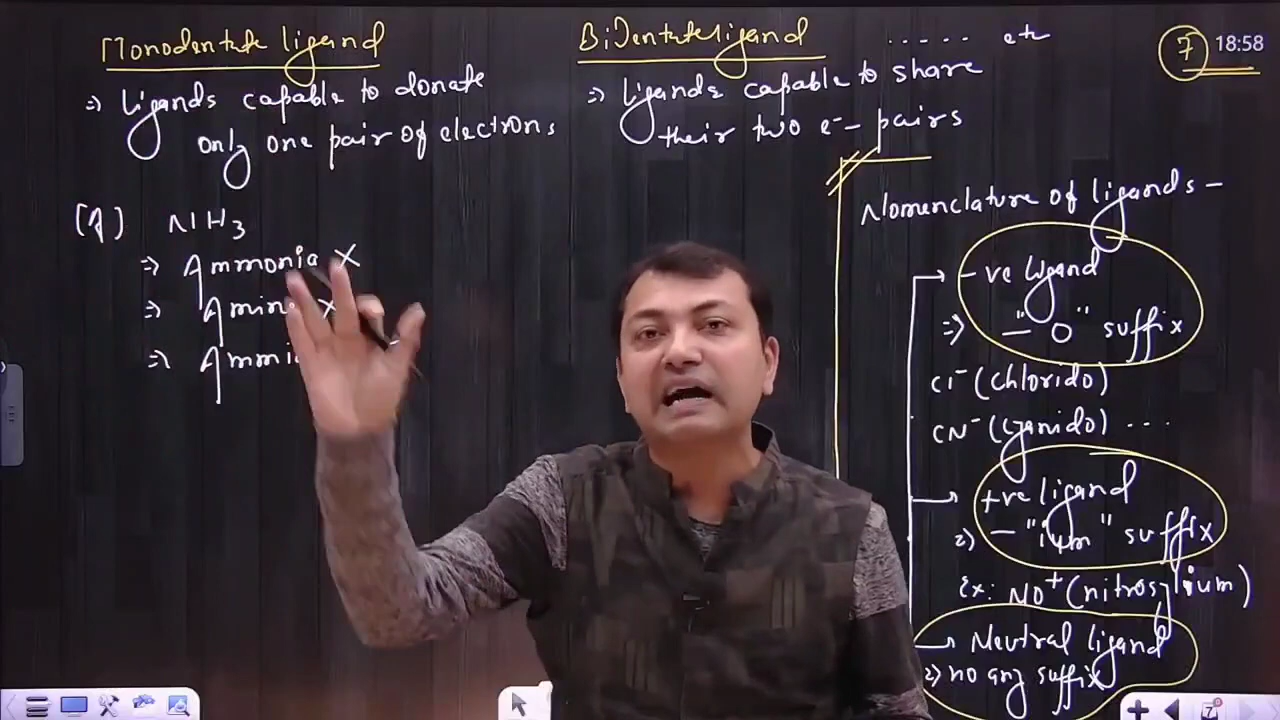 Monodentate ligand
=> Ligands capable to donate
only one pair of electrons
(A) NH3
=> Ammonia X
=> X
=>
BiDentate ligand ..... etc
=> Ligands capable to share
their two e- pairs
7 18:58
Nomenclature of ligands -
-ve ligand
=> - "O" suffix
Cl- (chlorido)
CN- (cyanido) ...
+ve ligand
=> - "ium" suffix
Ex: NO+ (nitrosylium)
Neutral ligand
=> no any suffix
7